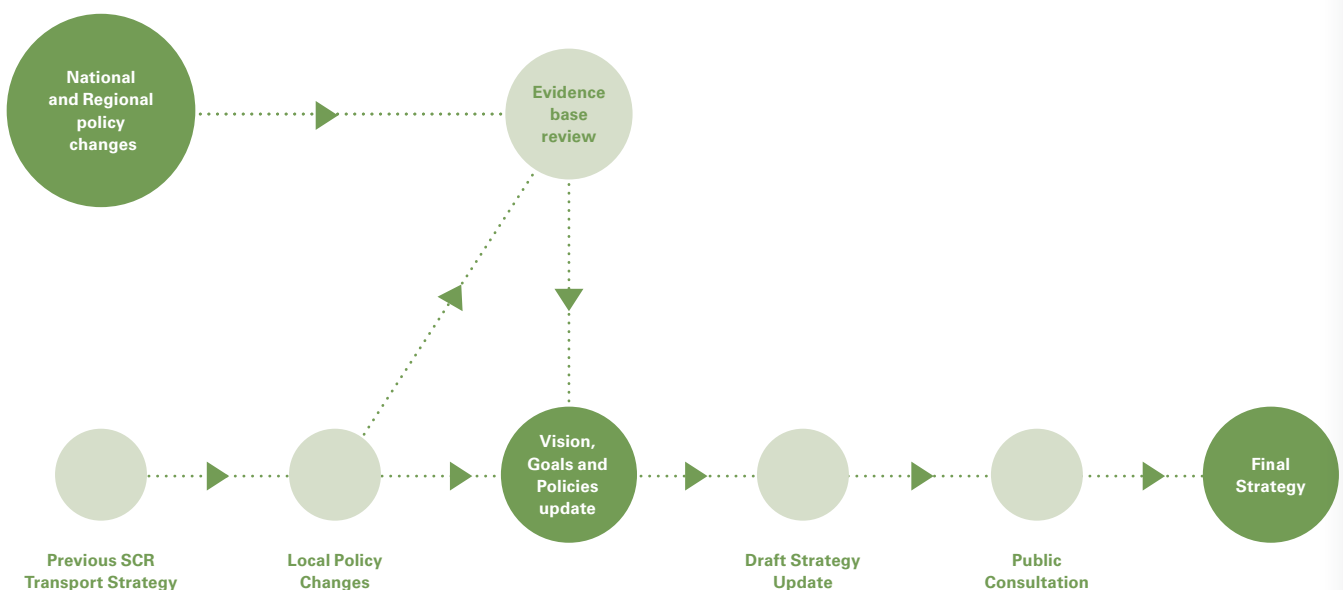 National
and Regional
policy
changes
Evidence
base
review
Vision,
Goals and
Policies
update
Final
Strategy
Previous SCR
Transport Strategy
Local Policy
Changes
Draft Strategy
Update
Public
Consultation